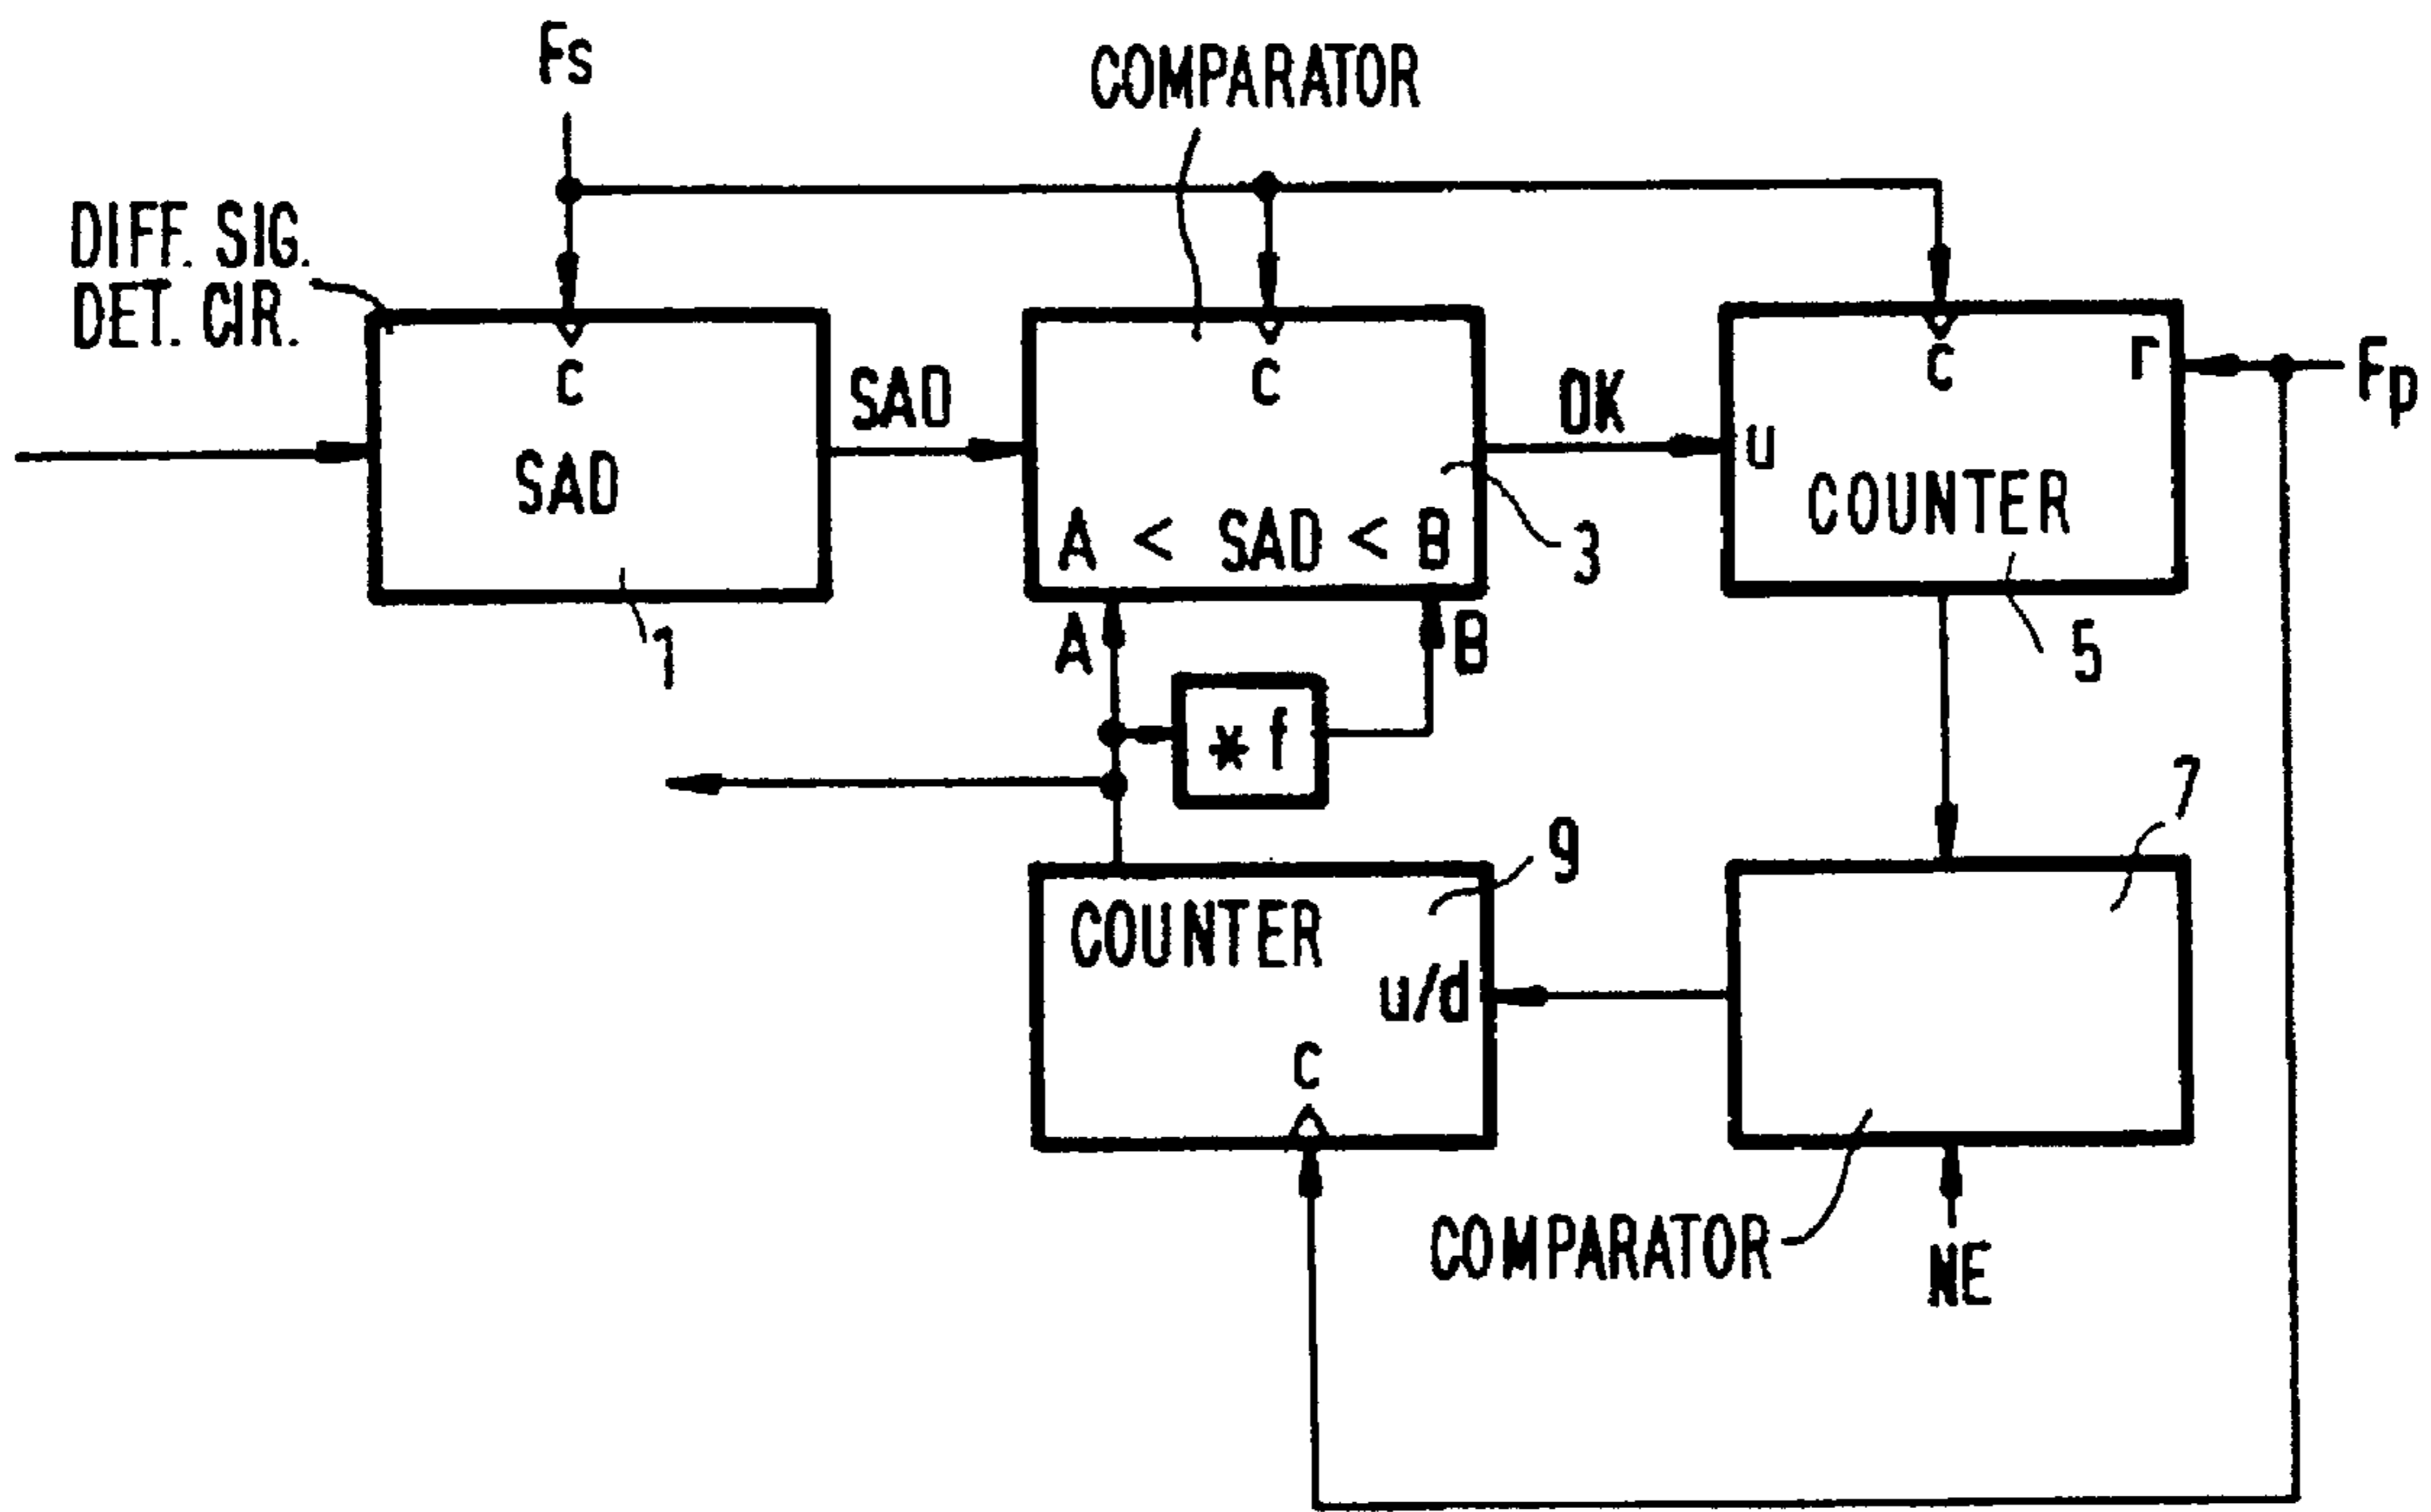 Fs
COMPARATOR
DIFF. SIG.
DET. CIR.
C
SAD
1
SAD
C
A < SAD < B
3
OK
C
r
u
COUNTER
5
Fp
A
B
* f
7
9
COUNTER
u/d
C
COMPARATOR
NE